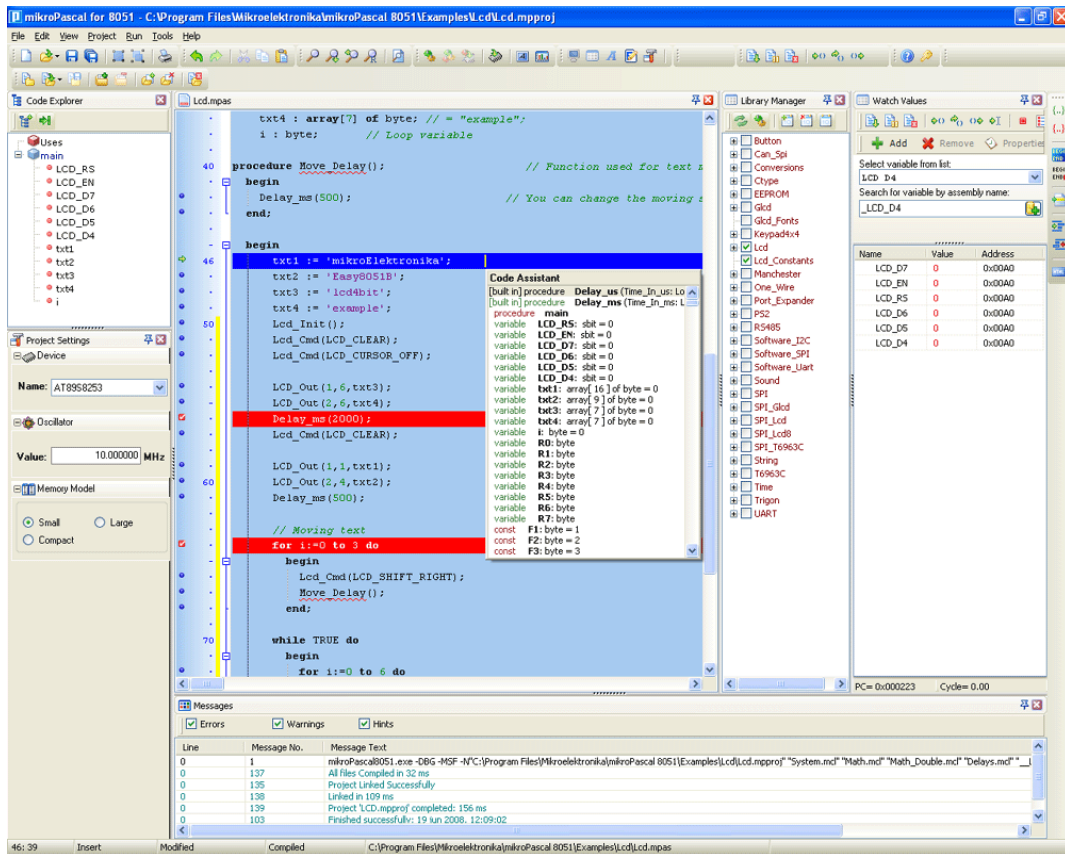 mikroPascal for 8051 - C:\Program Files\Mikroelektronika\mikroPascal 8051\Examples\Lcd\Lcd.mpproj
File Edit View Project Run Tools Help
Code Explorer
Uses
main
LCD_RS
LCD_EN
LCD_D7
LCD_D6
LCD_D5
LCD_D4
txt1
txt2
txt3
txt4
i
Project Settings
Device
Name: AT89S8253
Oscillator
Value: 10.000000 MHz
Memory Model
Small Large
Compact
Lcd.mpas
txt4 : array[7] of byte; // = "example";
i : byte; // Loop variable
40 procedure Move_Delay(); // Function used for text
begin
Delay_ms(500); // You can change the moving
end;
begin
46 txt1 := 'mikroElektronika';
txt2 := 'Easy8051B';
txt3 := 'lcd4bit';
txt4 := 'example';
50 Lcd_Init();
Lcd_Cmd(LCD_CLEAR);
Lcd_Cmd(LCD_CURSOR_OFF);
LCD_Out(1,6,txt3);
LCD_Out(2,6,txt4);
Delay_ms(2000);
Lcd_Cmd(LCD_CLEAR);
LCD_Out(1,1,txt1);
60 LCD_Out(2,4,txt2);
Delay_ms(500);
// Moving text
for i:=0 to 3 do
begin
Lcd_Cmd(LCD_SHIFT_RIGHT);
Move_Delay();
end;
70 while TRUE do
begin
for i:=0 to 6 do
Code Assistant
[built in] procedure Delay_us (Time_In_us: Lo
[built in] procedure Delay_ms (Time_In_ms: L
procedure main
variable LCD_RS: sbit = 0
variable LCD_EN: sbit = 0
variable LCD_D7: sbit = 0
variable LCD_D6: sbit = 0
variable LCD_D5: sbit = 0
variable LCD_D4: sbit = 0
variable txt1: array[ 16 ] of byte = 0
variable txt2: array[ 9 ] of byte = 0
variable txt3: array[ 7 ] of byte = 0
variable txt4: array[ 7 ] of byte = 0
variable i: byte = 0
variable R0: byte
variable R1: byte
variable R2: byte
variable R3: byte
variable R4: byte
variable R5: byte
variable R6: byte
variable R7: byte
const F1: byte = 1
const F2: byte = 2
const F3: byte = 3
Library Manager
Button
Can_Spi
Conversions
Ctype
EEPROM
Glcd
Glcd_Fonts
Keypad4x4
Lcd
Lcd_Constants
Manchester
One_Wire
Port_Expander
PS2
RS485
Software_I2C
Software_SPI
Software_Uart
Sound
SPI
SPI_Glcd
SPI_Lcd
SPI_Lcd8
SPI_T6963C
String
T6963C
Time
Trigon
UART
Watch Values
Add Remove Propertie
Select variable from list:
LCD_D4
Search for variable by assembly name:
_LCD_D4
Name Value Address
LCD_D7 0 0x00A0
LCD_EN 0 0x00A0
LCD_RS 0 0x00A0
LCD_D6 0 0x00A0
LCD_D5 0 0x00A0
LCD_D4 0 0x00A0
PC= 0x000223 Cycle= 0.00
Messages
Errors Warnings Hints
Line Message No. Message Text
0 1 mikroPascal8051.exe -DBG -MSF -N"C:\Program Files\Mikroelektronika\mikroPascal 8051\Examples\Lcd\Lcd.mpproj" "System.mcl" "Math.mcl" "Math_Double.mcl" "Delays.mcl"
0 137 All files Compiled in 32 ms
0 135 Project Linked Successfully
0 138 Linked in 109 ms
0 139 Project 'LCD.mpproj' completed: 156 ms
0 103 Finished successfully: 19 jun 2008, 12:09:02
46: 39 Insert Modified Compiled C:\Program Files\Mikroelektronika\mikroPascal 8051\Examples\Lcd\Lcd.mpas